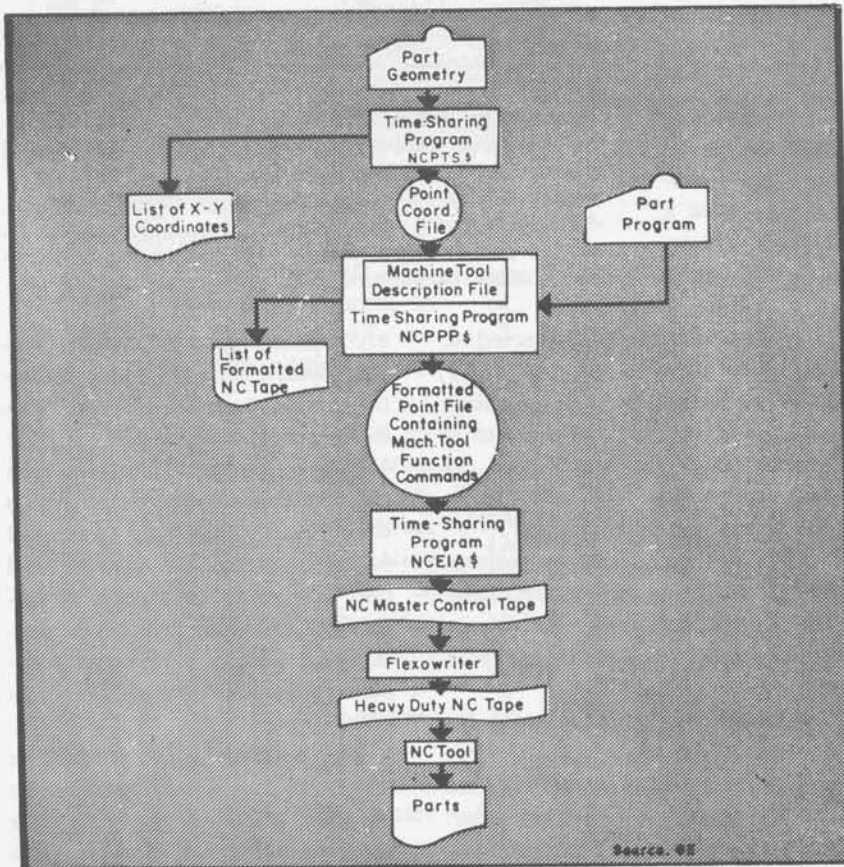 Part
Geometry
Time-Sharing
Program
NCPTS $
List of X-Y
Coordinates
Point
Coord.
File
Part
Program
Machine Tool
Description File
Time Sharing Program
NCPPP $
List of
Formatted
NC Tape
Formatted
Point File
Containing
Mach. Tool
Function
Commands
Time-Sharing
Program
NCEIA $
NC Master Control Tape
Flexowriter
Heavy Duty NC Tape
NC Tool
Parts
Source. GE